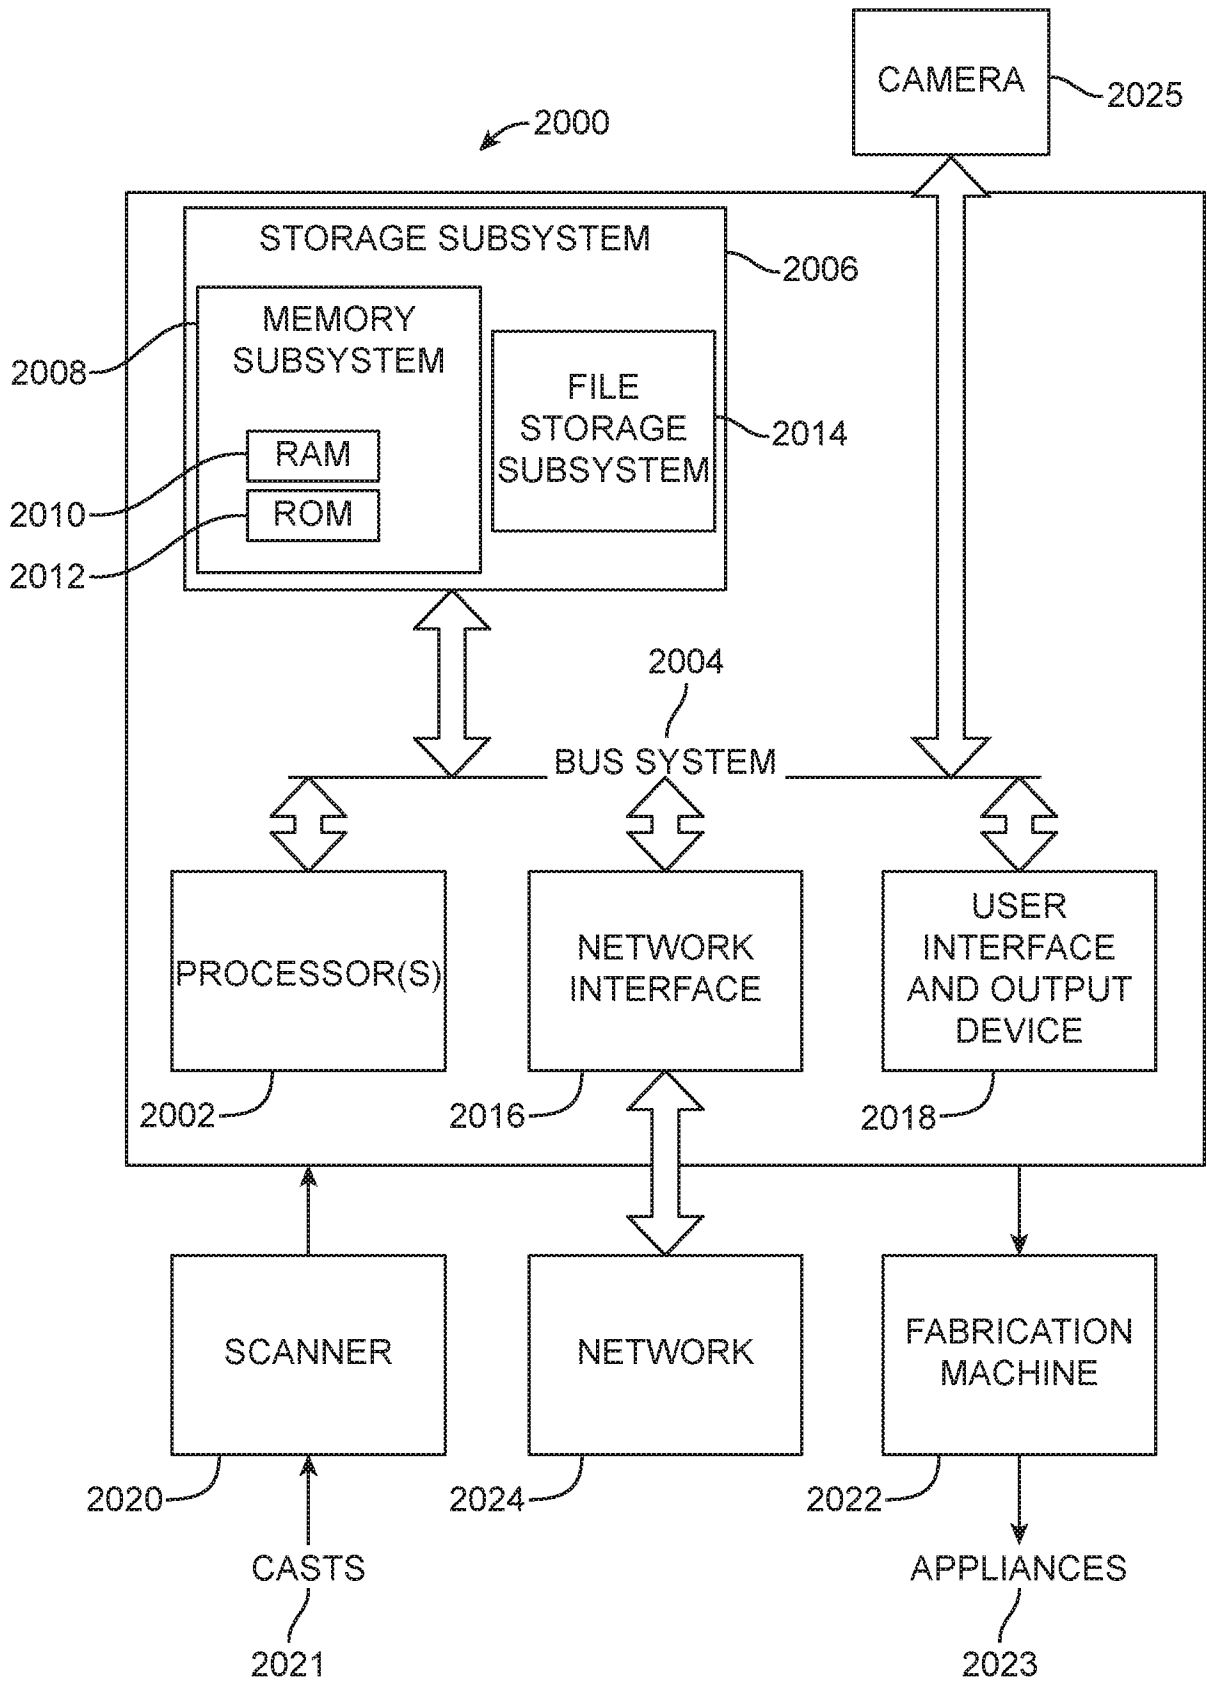 CAMERA
2025
2000
STORAGE SUBSYSTEM
2006
MEMORY
SUBSYSTEM
2008
FILE
STORAGE
SUBSYSTEM
2014
RAM
2010
ROM
2012
2004
BUS SYSTEM
PROCESSOR(S)
NETWORK
INTERFACE
USER
INTERFACE
AND OUTPUT
DEVICE
2002
2016
2018
SCANNER
NETWORK
FABRICATION
MACHINE
2020
2024
2022
CASTS
APPLIANCES
2021
2023